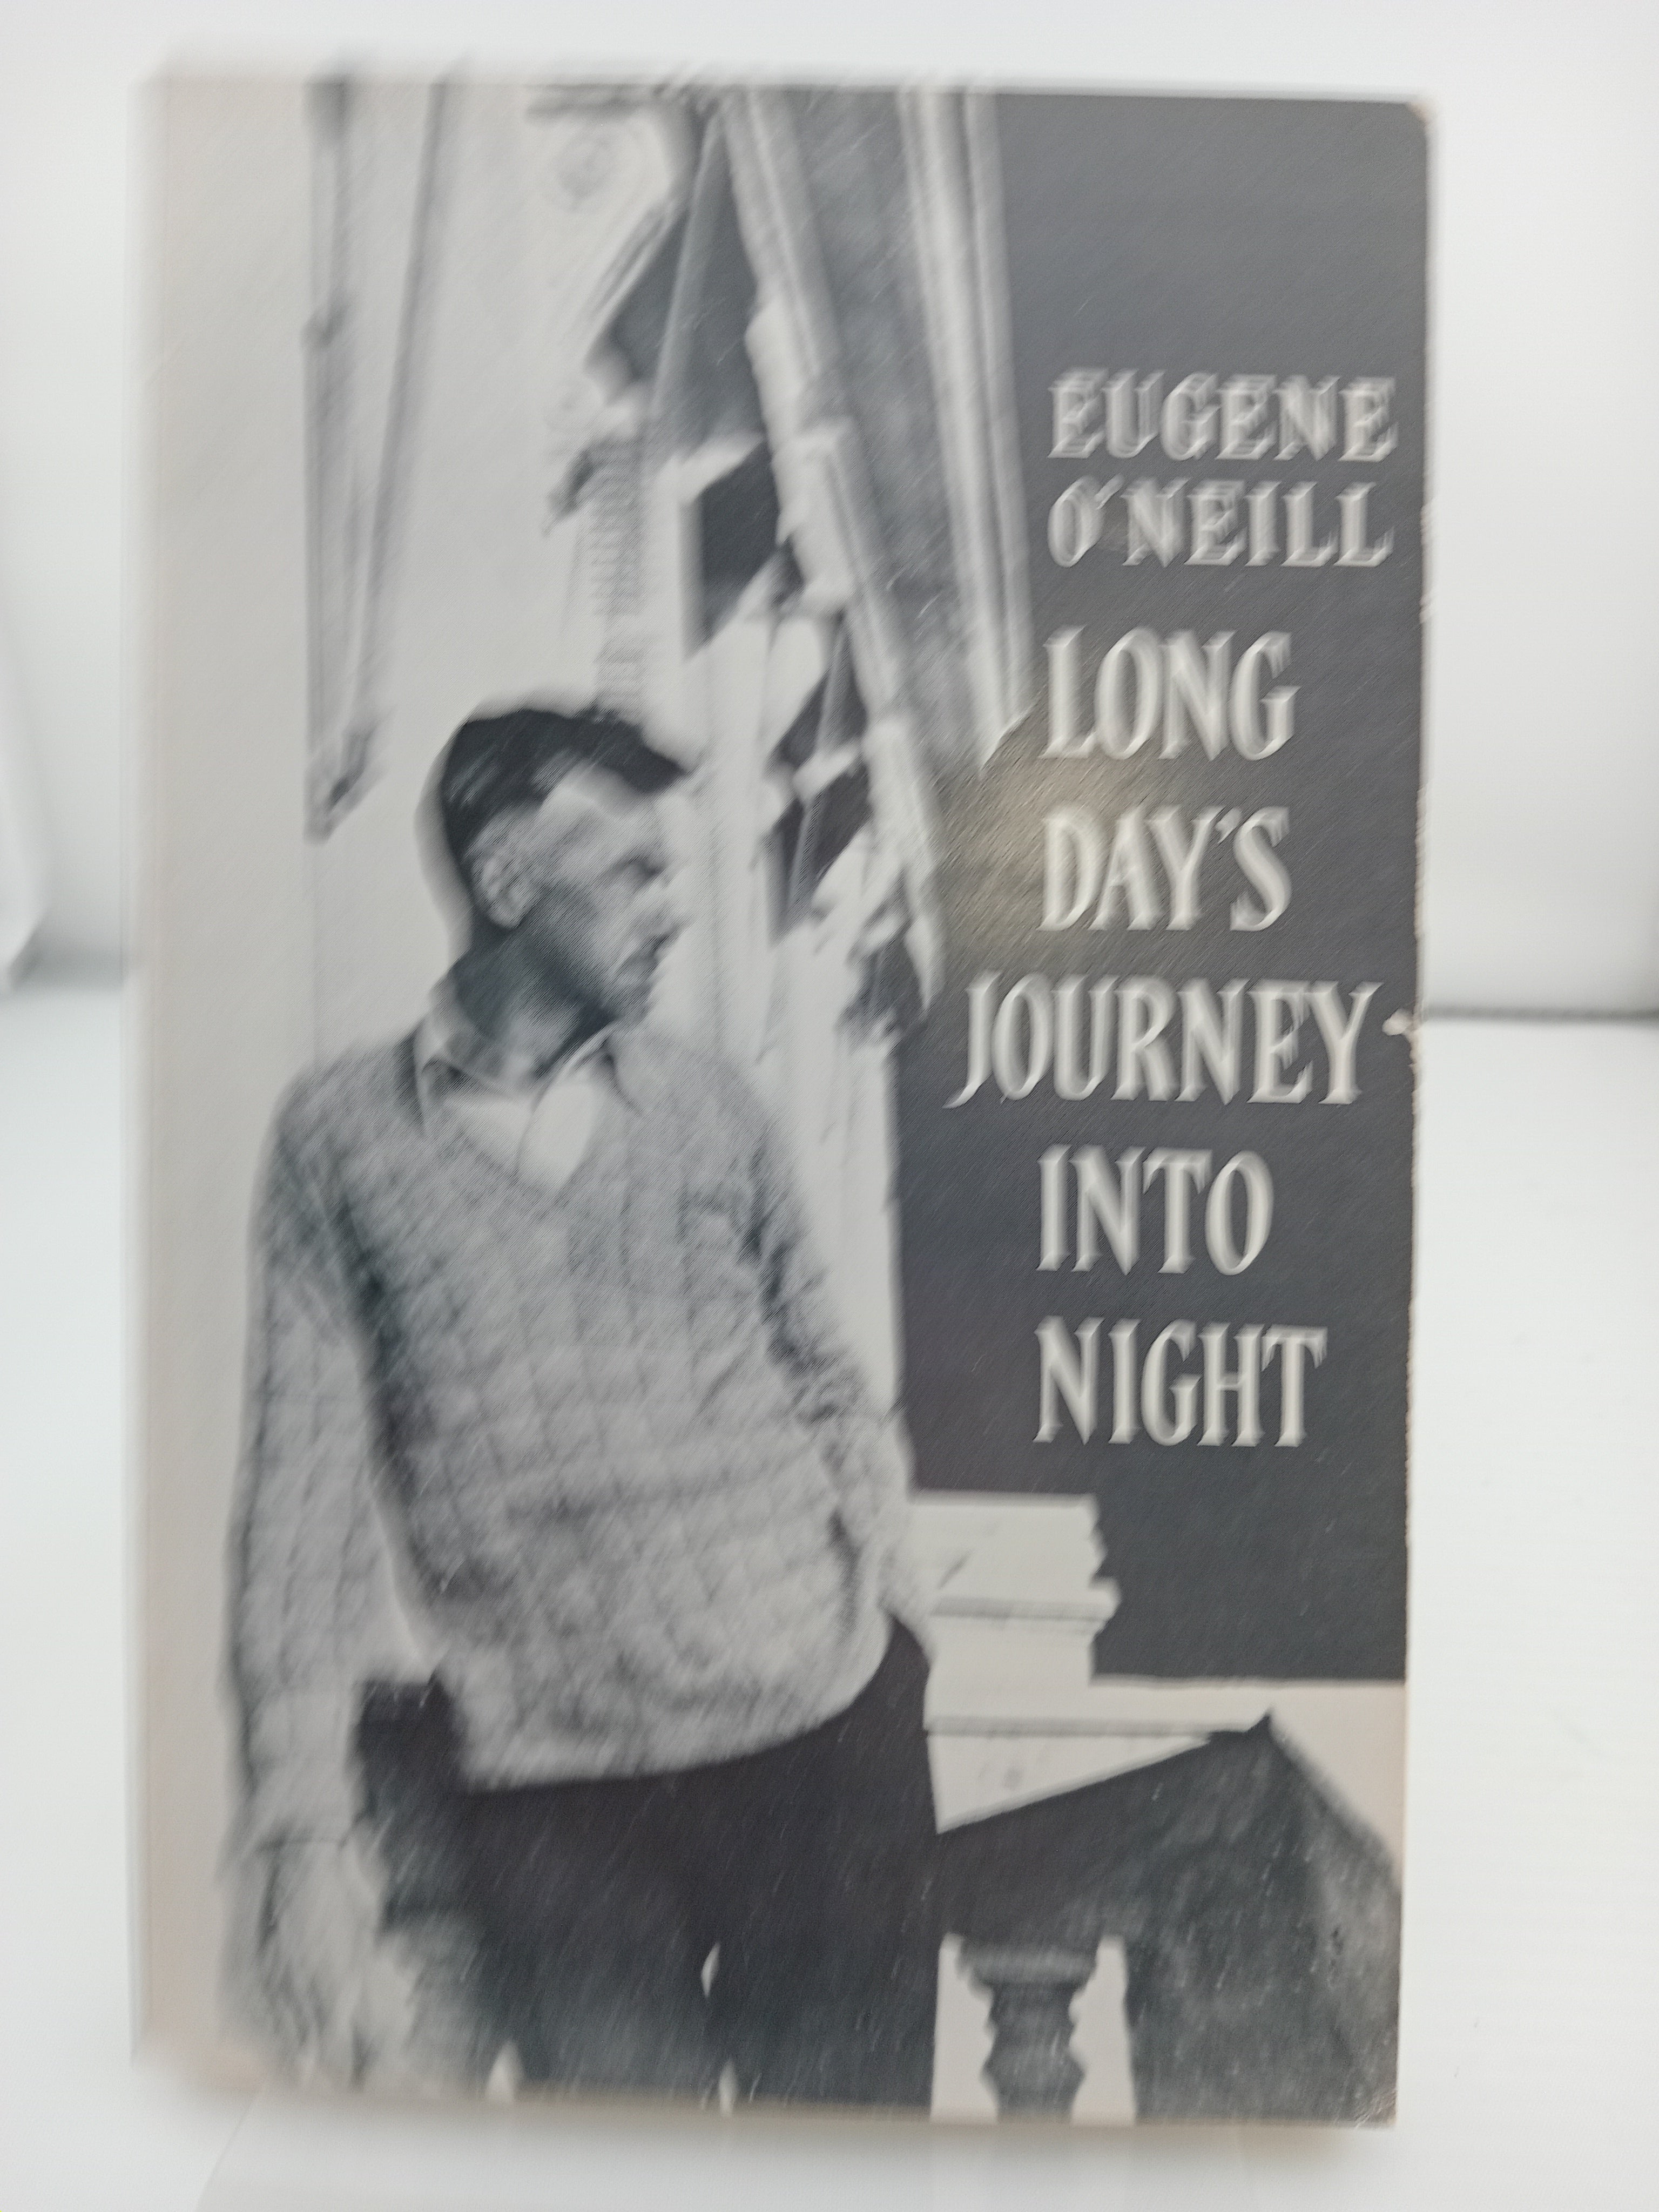 EUGENE
O'NEILL
LONG
DAY'S
JOURNEY
INTO
NIGHT